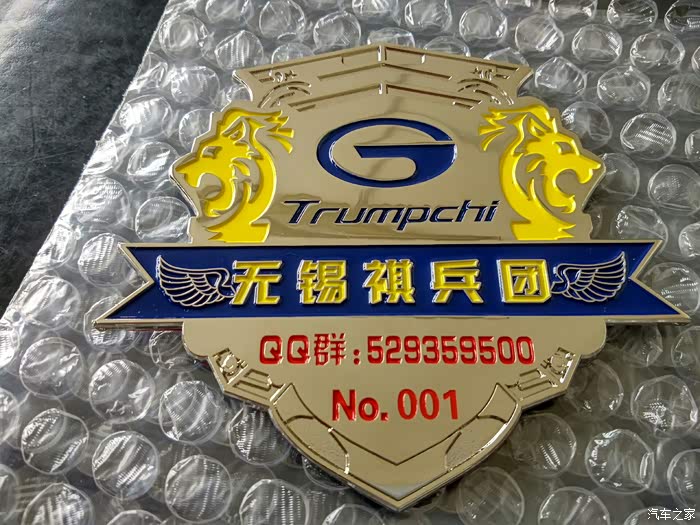 Trumpchi
无锡祺兵团
QQ群:529359500
No.001
汽车之家